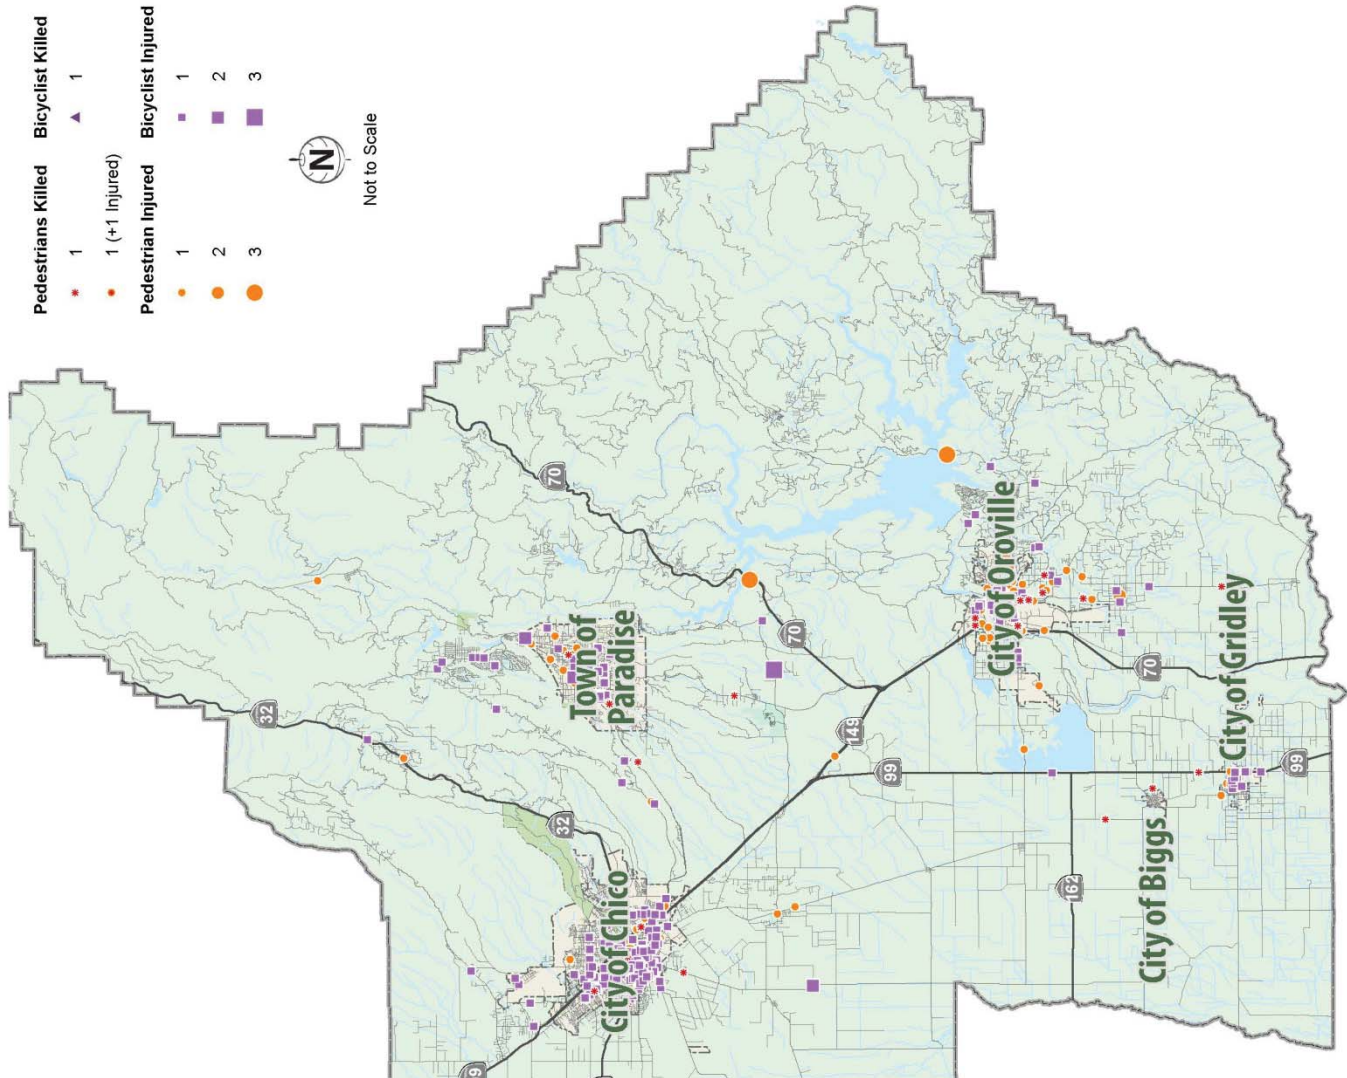 Pedestrians Killed
1
1 (+1 Injured)
Pedestrian Injured
1
2
3
Bicyclist Killed
1
Bicyclist Injured
1
2
3
N
Not to Scale
32
70
32
Town of
Paradise
City of Chico
70
149
99
City of Oroville
162
70
City of Biggs
City of Gridley
99